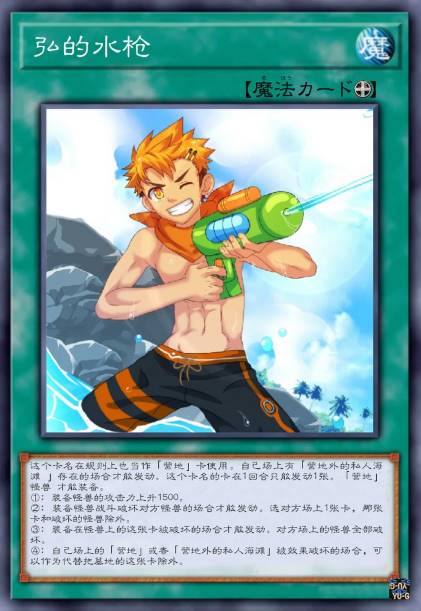 弘的水枪
魔
【魔法カード】
这个卡名在规则上也当作「营地」卡使用。自己场上有「营地外的私人海
滩」存在的场合才能发动。这个卡名的卡在1回合只能发动1张。「营地」
怪兽 才能装备。
①：装备怪兽的攻击力上升1500。
②：装备怪兽战斗破坏对方怪兽的场合才能发动。选对方场上1张卡，那张
卡和破坏的怪兽除外。
③：装备在怪兽上的这张卡被破坏的场合才能发动。对方场上的怪兽全部破
坏。
④：自己场上的「营地」或者「营地外的私人海滩」被效果破坏的场合，可
以作为代替把墓地的这张卡除外。